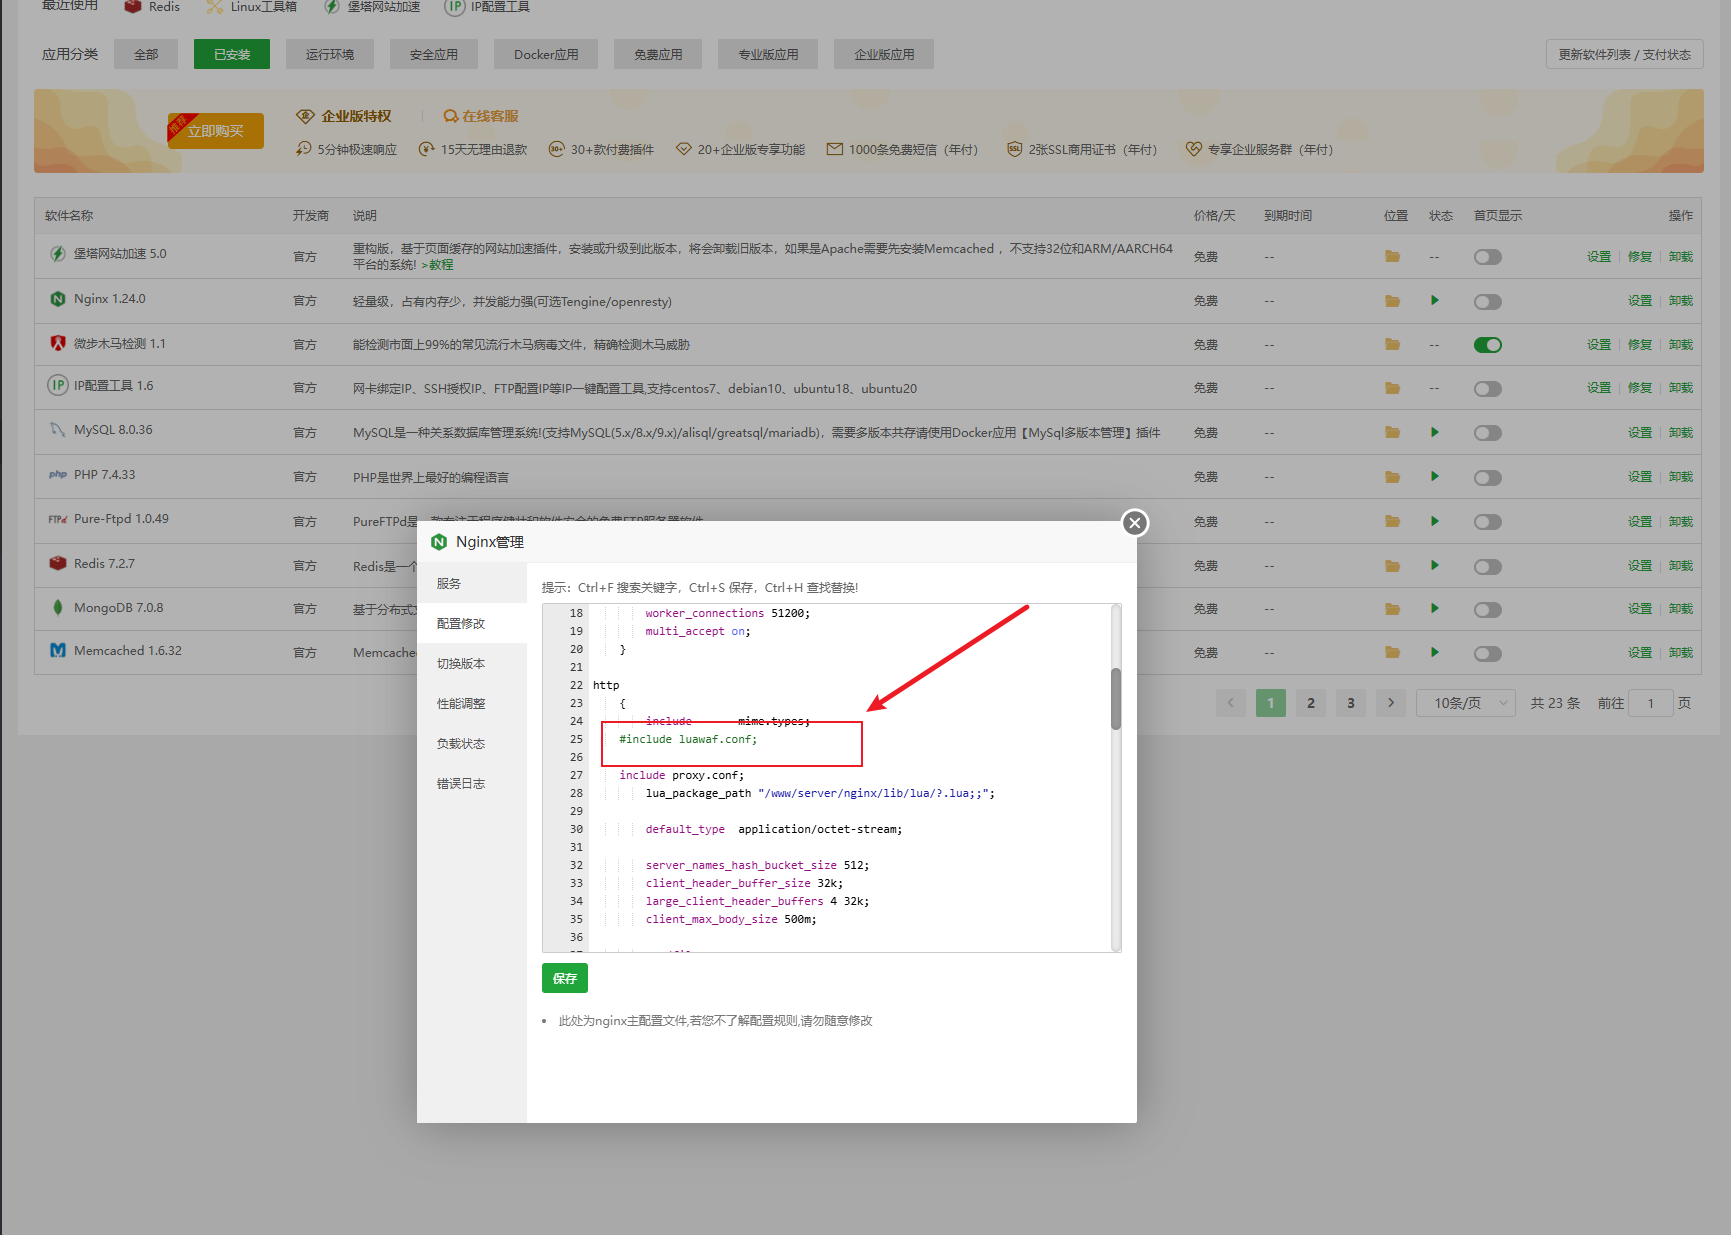 最近使用 Redis Linux工具箱 堡塔网站加速 IP IP配置工具
应用分类 全部 已安装 运行环境 安全应用 Docker应用 免费应用 专业版应用 企业版应用 更新软件列表 / 支付状态
推荐 立即购买 企业版特权 在线客服
5分钟极速响应 15天无理由退款 30+款付费插件 20+企业版专享功能 1000条免费短信（年付） 2张SSL商用证书（年付） 专享企业服务群（年付）
软件名称 开发商 说明 价格/天 到期时间 位置 状态 首页显示 操作
堡塔网站加速 5.0 官方 重构版，基于页面缓存的网站加速插件，安装或升级到此版本，将会卸载旧版本，如果是Apache需要先安装Memcached ，不支持32位和ARM/AARCH64
平台的系统! >教程 免费 -- -- 设置 | 修复 | 卸载
Nginx 1.24.0 官方 轻量级，占有内存少，并发能力强(可选Tengine/openresty) 免费 -- 设置 | 卸载
微步木马检测 1.1 官方 能检测市面上99%的常见流行木马病毒文件，精确检测木马威胁 免费 -- -- 设置 | 修复 | 卸载
IP IP配置工具 1.6 官方 网卡绑定IP、SSH授权IP、FTP配置IP等IP一键配置工具,支持centos7、debian10、ubuntu18、ubuntu20 免费 -- -- 设置 | 修复 | 卸载
MySQL 8.0.36 官方 MySQL是一种关系数据库管理系统!(支持MySQL(5.x/8.x/9.x)/alisql/greatsql/mariadb)，需要多版本共存请使用Docker应用【MySql多版本管理】插件 免费 -- 设置 | 卸载
php PHP 7.4.33 官方 PHP是世界上最好的编程语言 免费 -- 设置 | 卸载
FTPd Pure-Ftpd 1.0.49 官方 PureFTPd是一款专注于程序健壮和软件安全的免费FTP服务器软件 免费 -- 设置 | 卸载
Redis 7.2.7 官方 Redis是一个 免费 -- 设置 | 卸载
MongoDB 7.0.8 官方 基于分布式文 免费 -- 设置 | 卸载
Memcached 1.6.32 官方 Memcache 免费 -- 设置 | 卸载
< 1 2 3 > 10条/页 共 23 条 前往 1 页
Nginx管理
服务
配置修改
切换版本
性能调整
负载状态
错误日志
提示：Ctrl+F 搜索关键字，Ctrl+S 保存，Ctrl+H 查找替换!
18 worker_connections 51200;
19 multi_accept on;
20 }
21
22 http
23 {
24 include mime.types;
25 #include luawaf.conf;
26
27 include proxy.conf;
28 lua_package_path "/www/server/nginx/lib/lua/?.lua;;";
29
30 default_type application/octet-stream;
31
32 server_names_hash_bucket_size 512;
33 client_header_buffer_size 32k;
34 large_client_header_buffers 4 32k;
35 client_max_body_size 500m;
36
保存
• 此处为nginx主配置文件,若您不了解配置规则,请勿随意修改